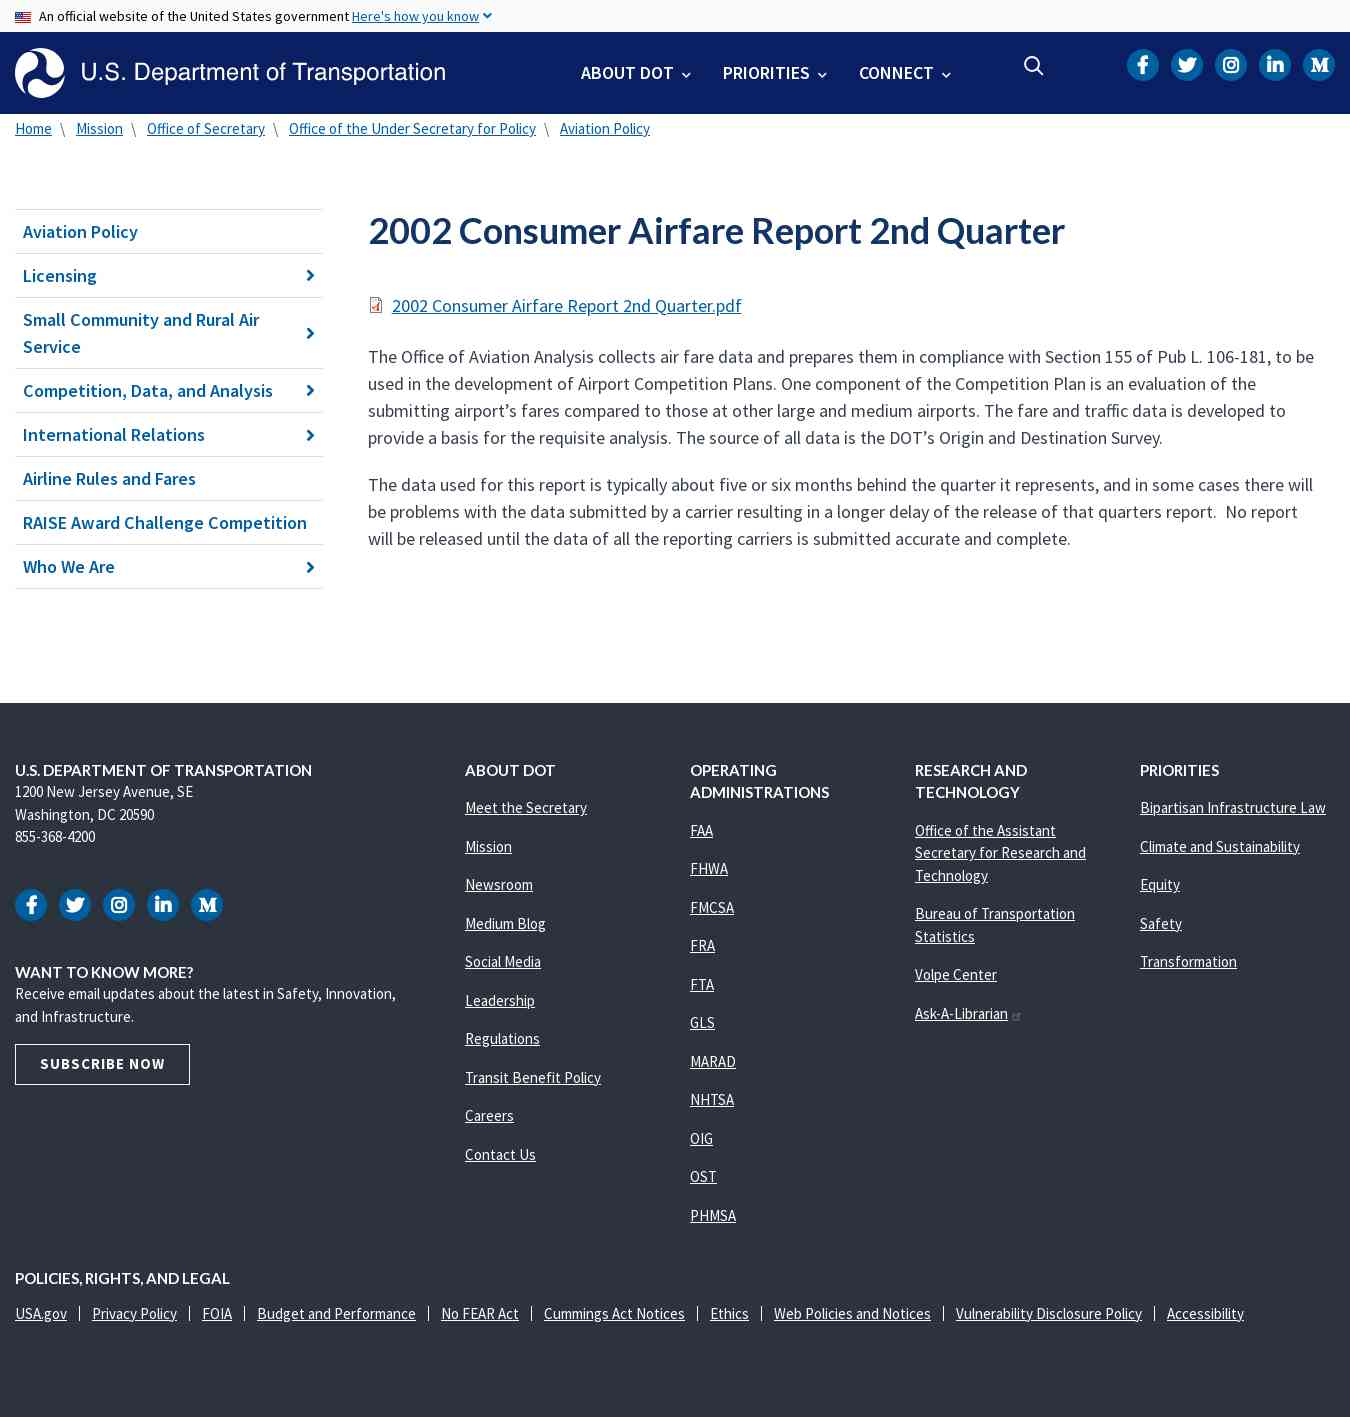 An official website of the United States government Here's how you know
U.S. Department of Transportation
ABOUT DOT
PRIORITIES
CONNECT
Home \ Mission \ Office of Secretary \ Office of the Under Secretary for Policy \ Aviation Policy
Aviation Policy
Licensing
Small Community and Rural Air
Service
Competition, Data, and Analysis
International Relations
Airline Rules and Fares
RAISE Award Challenge Competition
Who We Are
2002 Consumer Airfare Report 2nd Quarter
2002 Consumer Airfare Report 2nd Quarter.pdf
The Office of Aviation Analysis collects air fare data and prepares them in compliance with Section 155 of Pub L. 106-181, to be
used in the development of Airport Competition Plans. One component of the Competition Plan is an evaluation of the
submitting airport’s fares compared to those at other large and medium airports. The fare and traffic data is developed to
provide a basis for the requisite analysis. The source of all data is the DOT’s Origin and Destination Survey.
The data used for this report is typically about five or six months behind the quarter it represents, and in some cases there will
be problems with the data submitted by a carrier resulting in a longer delay of the release of that quarters report.  No report
will be released until the data of all the reporting carriers is submitted accurate and complete.
U.S. DEPARTMENT OF TRANSPORTATION
1200 New Jersey Avenue, SE
Washington, DC 20590
855-368-4200
WANT TO KNOW MORE?
Receive email updates about the latest in Safety, Innovation,
and Infrastructure.
SUBSCRIBE NOW
ABOUT DOT
Meet the Secretary
Mission
Newsroom
Medium Blog
Social Media
Leadership
Regulations
Transit Benefit Policy
Careers
Contact Us
OPERATING
ADMINISTRATIONS
FAA
FHWA
FMCSA
FRA
FTA
GLS
MARAD
NHTSA
OIG
OST
PHMSA
RESEARCH AND
TECHNOLOGY
Office of the Assistant
Secretary for Research and
Technology
Bureau of Transportation
Statistics
Volpe Center
Ask-A-Librarian
PRIORITIES
Bipartisan Infrastructure Law
Climate and Sustainability
Equity
Safety
Transformation
POLICIES, RIGHTS, AND LEGAL
USA.gov | Privacy Policy | FOIA | Budget and Performance | No FEAR Act | Cummings Act Notices | Ethics | Web Policies and Notices | Vulnerability Disclosure Policy | Accessibility